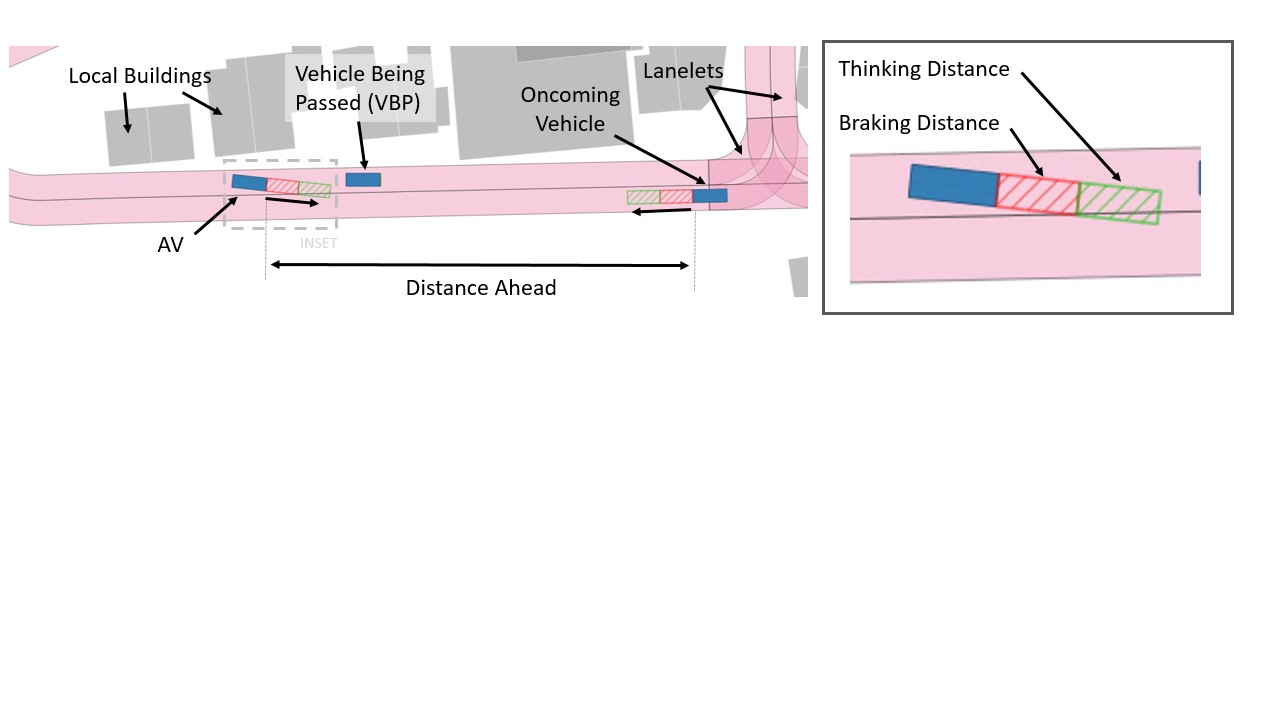 Local Buildings
Vehicle Being
Passed (VBP)
Oncoming
Vehicle
Lanelets
AV
INSET
Distance Ahead
Thinking Distance
Braking Distance